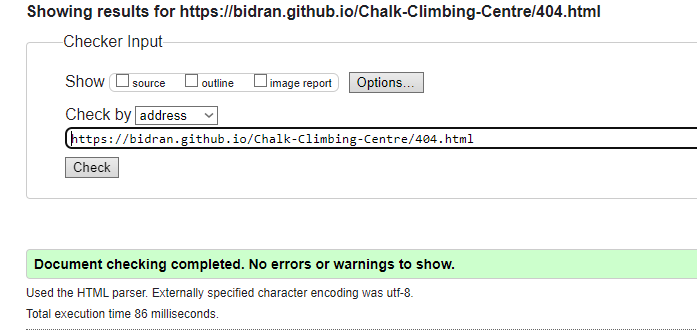 Showing results for https://bidran.github.io/Chalk-Climbing-Centre/404.html
Checker Input
Show source outline image report Options...
Check by address
https://bidran.github.io/Chalk-Climbing-Centre/404.html
Check
Document checking completed. No errors or warnings to show.
Used the HTML parser. Externally specified character encoding was utf-8.
Total execution time 86 milliseconds.